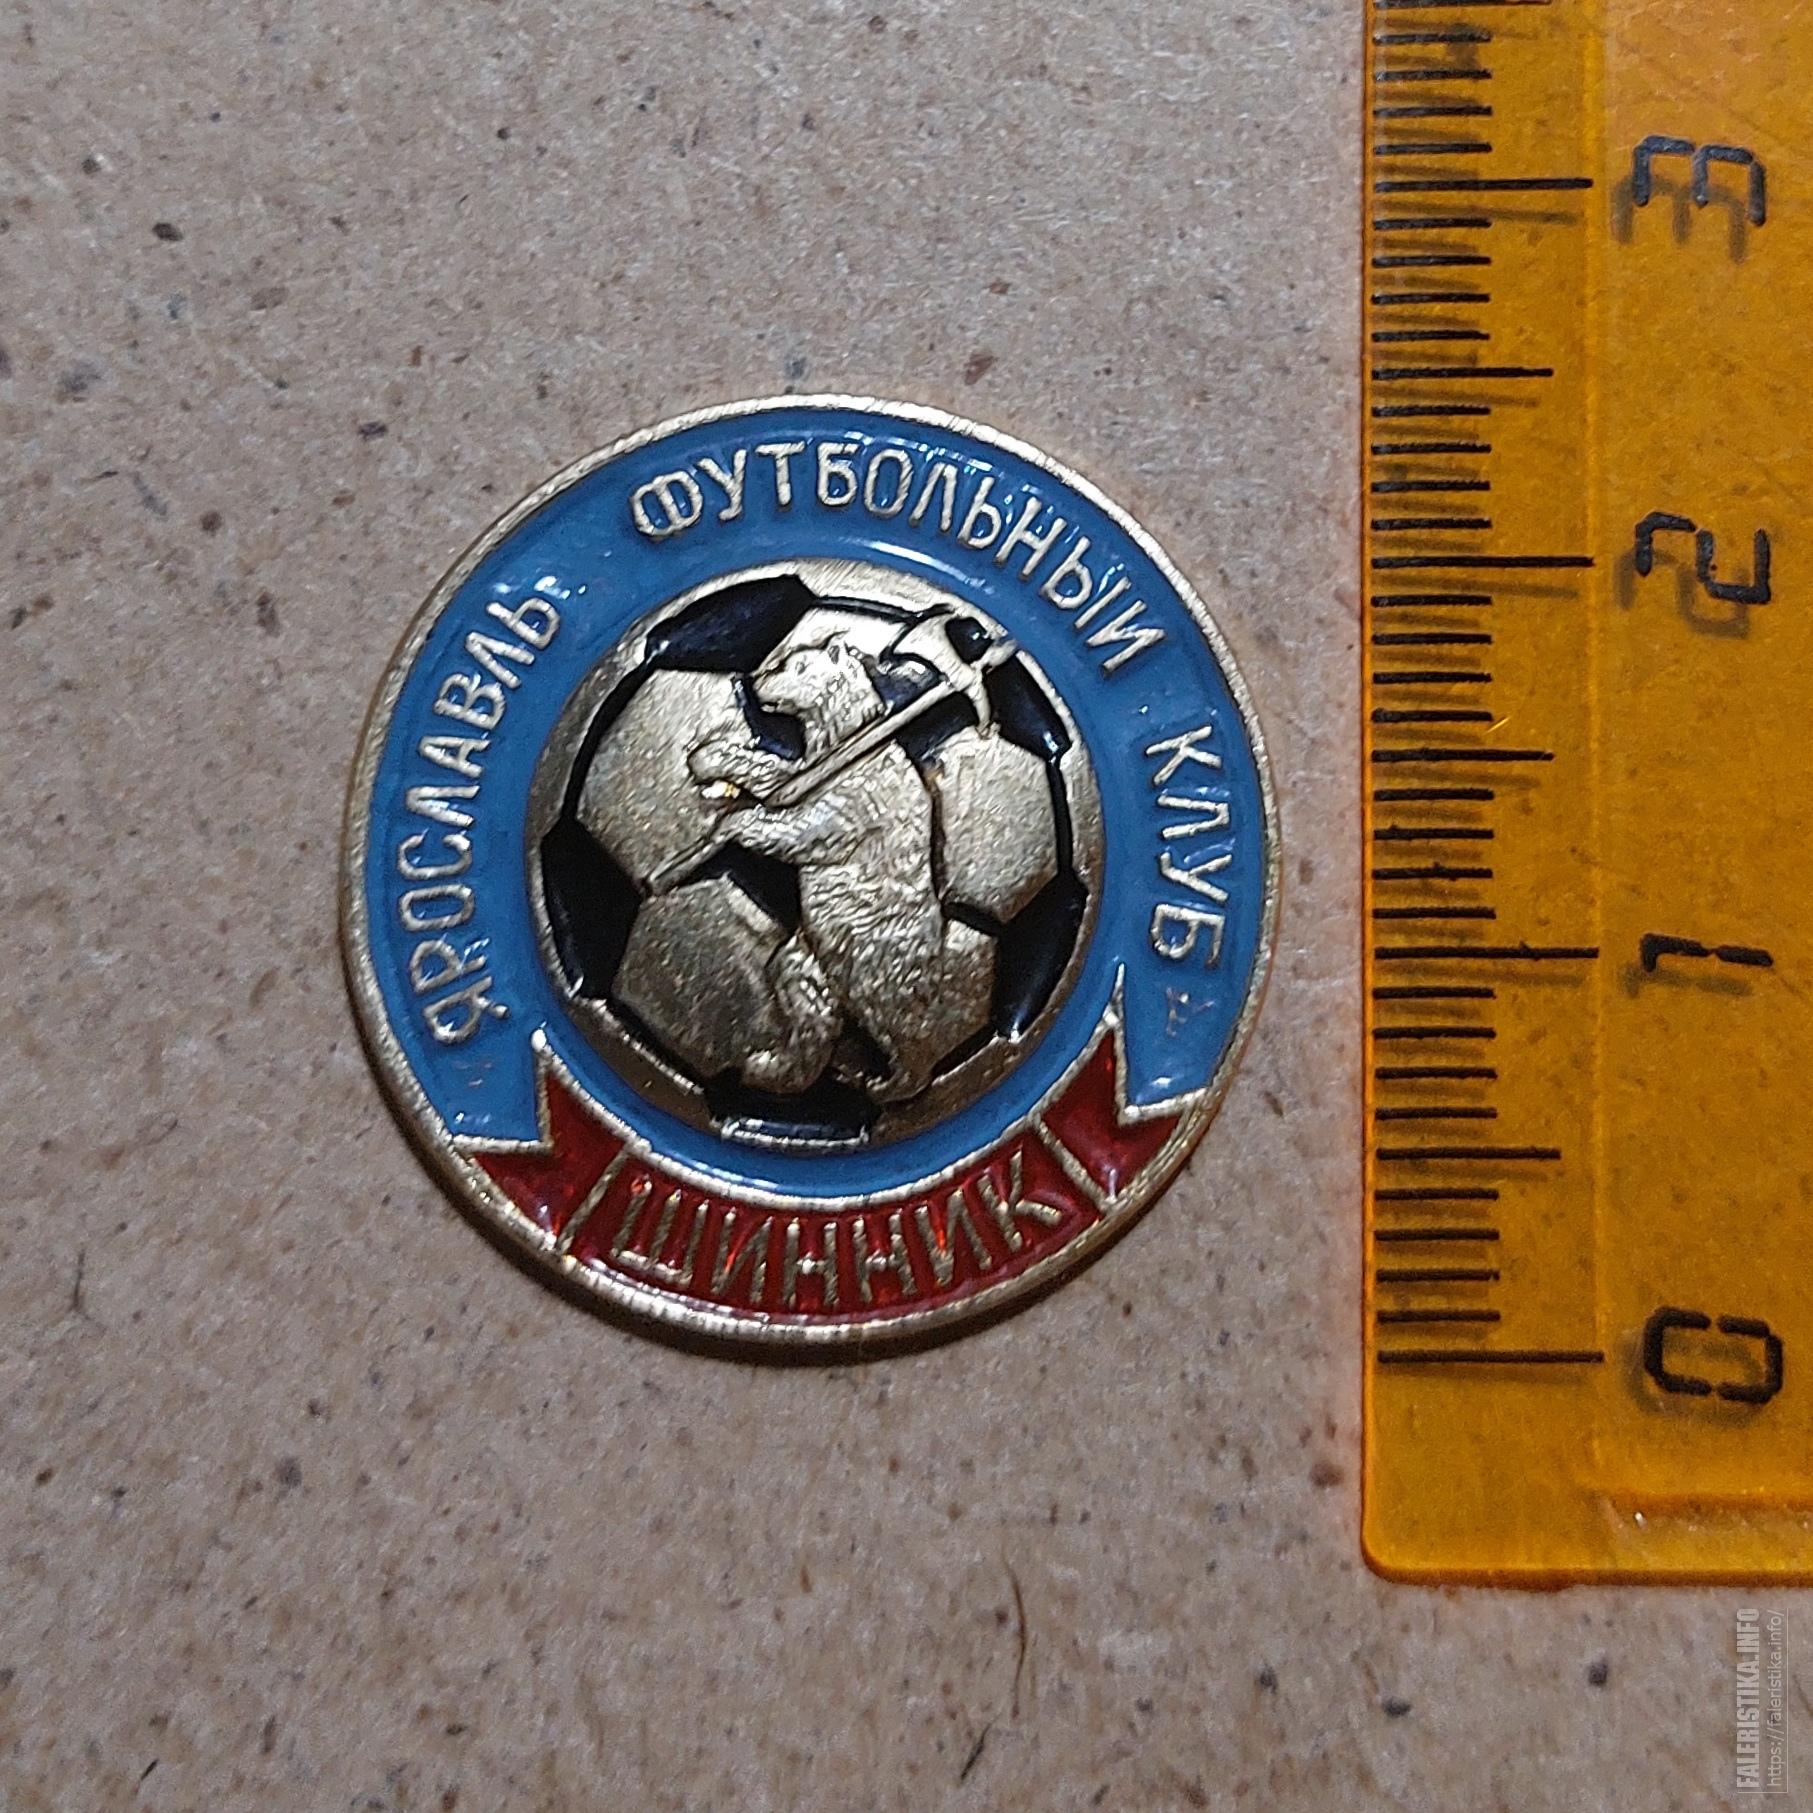 ЯРОСЛАВЛЬ ФУТБОЛЬНЫЙ КЛУБ
ШИННИК
3
2
1
0
FALERISTIKA.INFO
https://faleristika.info/